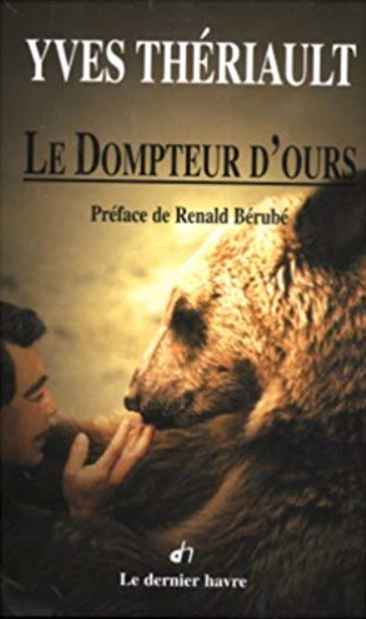 YVES THÉRIAULT
LE DOMPTEUR D'OURS
Préface de Renald Bérubé
dh
Le dernier havre